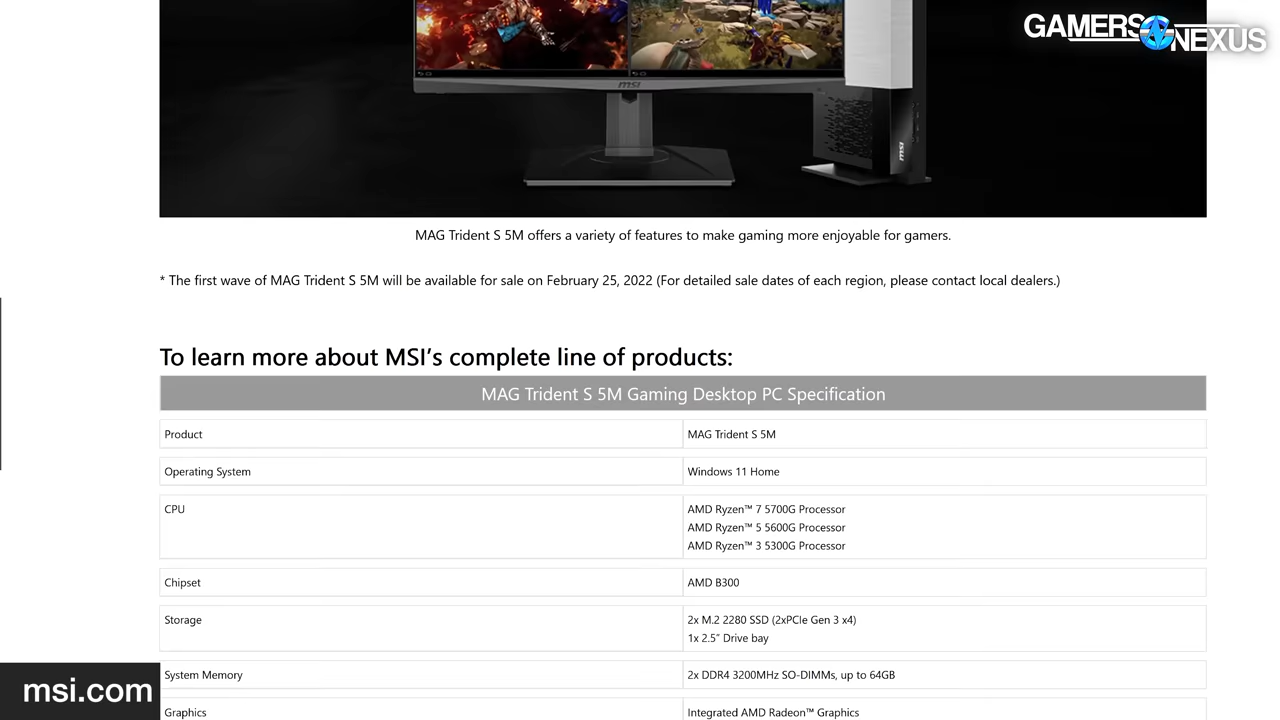 GAMERS NEXUS
msi
msi
MAG Trident S 5M offers a variety of features to make gaming more enjoyable for gamers.
* The first wave of MAG Trident S 5M will be available for sale on February 25, 2022 (For detailed sale dates of each region, please contact local dealers.)
To learn more about MSI’s complete line of products:
MAG Trident S 5M Gaming Desktop PC Specification
Product MAG Trident S 5M
Operating System Windows 11 Home
CPU AMD Ryzen™ 7 5700G Processor
AMD Ryzen™ 5 5600G Processor
AMD Ryzen™ 3 5300G Processor
Chipset AMD B300
Storage 2x M.2 2280 SSD (2xPCIe Gen 3 x4)
1x 2.5” Drive bay
System Memory 2x DDR4 3200MHz SO-DIMMs, up to 64GB
msi.com
Graphics Integrated AMD Radeon™ Graphics